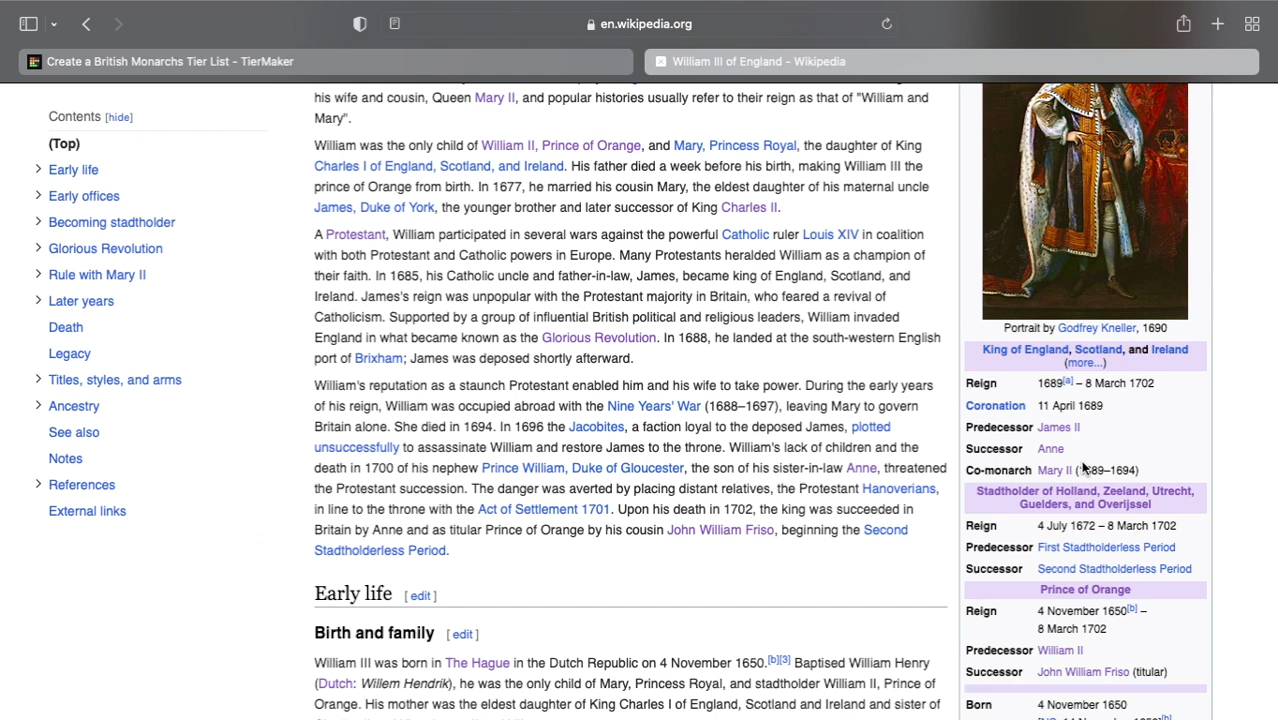 en.wikipedia.org
Create a British Monarchs Tier List - TierMaker
William III of England - Wikipedia
Contents [hide]
(Top)
Early life
Early offices
Becoming stadtholder
Glorious Revolution
Rule with Mary II
Later years
Death
Legacy
Titles, styles, and arms
Ancestry
See also
Notes
References
External links
his wife and cousin, Queen Mary II, and popular histories usually refer to their reign as that of "William and
Mary".
William was the only child of William II, Prince of Orange, and Mary, Princess Royal, the daughter of King
Charles I of England, Scotland, and Ireland. His father died a week before his birth, making William III the
prince of Orange from birth. In 1677, he married his cousin Mary, the eldest daughter of his maternal uncle
James, Duke of York, the younger brother and later successor of King Charles II.
A Protestant, William participated in several wars against the powerful Catholic ruler Louis XIV in coalition
with both Protestant and Catholic powers in Europe. Many Protestants heralded William as a champion of
their faith. In 1685, his Catholic uncle and father-in-law, James, became king of England, Scotland, and
Ireland. James's reign was unpopular with the Protestant majority in Britain, who feared a revival of
Catholicism. Supported by a group of influential British political and religious leaders, William invaded
England in what became known as the Glorious Revolution. In 1688, he landed at the south-western English
port of Brixham; James was deposed shortly afterward.
William's reputation as a staunch Protestant enabled him and his wife to take power. During the early years
of his reign, William was occupied abroad with the Nine Years' War (1688–1697), leaving Mary to govern
Britain alone. She died in 1694. In 1696 the Jacobites, a faction loyal to the deposed James, plotted
unsuccessfully to assassinate William and restore James to the throne. William's lack of children and the
death in 1700 of his nephew Prince William, Duke of Gloucester, the son of his sister-in-law Anne, threatened
the Protestant succession. The danger was averted by placing distant relatives, the Protestant Hanoverians,
in line to the throne with the Act of Settlement 1701. Upon his death in 1702, the king was succeeded in
Britain by Anne and as titular Prince of Orange by his cousin John William Friso, beginning the Second
Stadtholderless Period.
Early life [ edit ]
Birth and family [ edit ]
William III was born in The Hague in the Dutch Republic on 4 November 1650.[b][3] Baptised William Henry
(Dutch: Willem Hendrik), he was the only child of Mary, Princess Royal, and stadtholder William II, Prince of
Orange. His mother was the eldest daughter of King Charles I of England, Scotland and Ireland and sister of
Portrait by Godfrey Kneller, 1690
King of England, Scotland, and Ireland
(more...)
Reign 1689[a] – 8 March 1702
Coronation 11 April 1689
Predecessor James II
Successor Anne
Co-monarch Mary II (1689–1694)
Stadtholder of Holland, Zeeland, Utrecht,
Guelders, and Overijssel
Reign 4 July 1672 – 8 March 1702
Predecessor First Stadtholderless Period
Successor Second Stadtholderless Period
Prince of Orange
Reign 4 November 1650[b] –
8 March 1702
Predecessor William II
Successor John William Friso (titular)
Born 4 November 1650